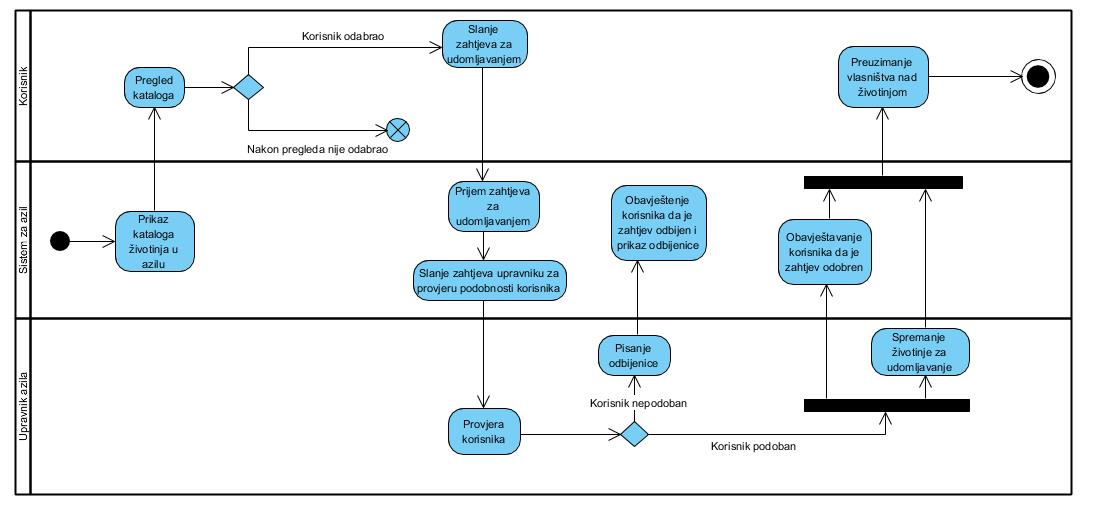 Korisnik
Pregled
kataloga
Korisnik odabrao
Nakon pregleda nije odabrao
Slanje
zahtjeva za
udomljavanjem
Preuzimanje
vlasništva nad
životinjom
Sistem za azil
Prikaz
kataloga
životinja u
azilu
Prijem zahtjeva
za
udomljavanjem
Slanje zahtjeva upravniku za
provjeru podobnosti korisnika
Obavještenje
korisnika da je
zahtjev odbijen i
prikaz odbijenice
Obavještavanje
korisnika da je
zahtjev odobren
Upravnik azila
Provjera
korisnika
Pisanje
odbijenice
Korisnik nepodoban
Korisnik podoban
Spremanje
životinje za
udomljavanje